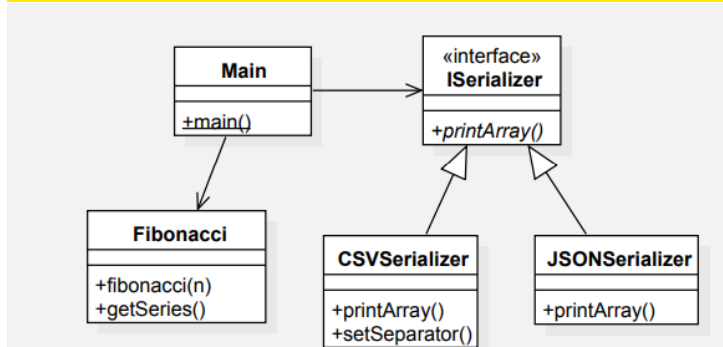 Main
+main()
«interface»
ISerializer
+printArray()
Fibonacci
+fibonacci(n)
+getSeries()
CSVSerializer
+printArray()
+setSeparator()
JSONSerializer
+printArray()